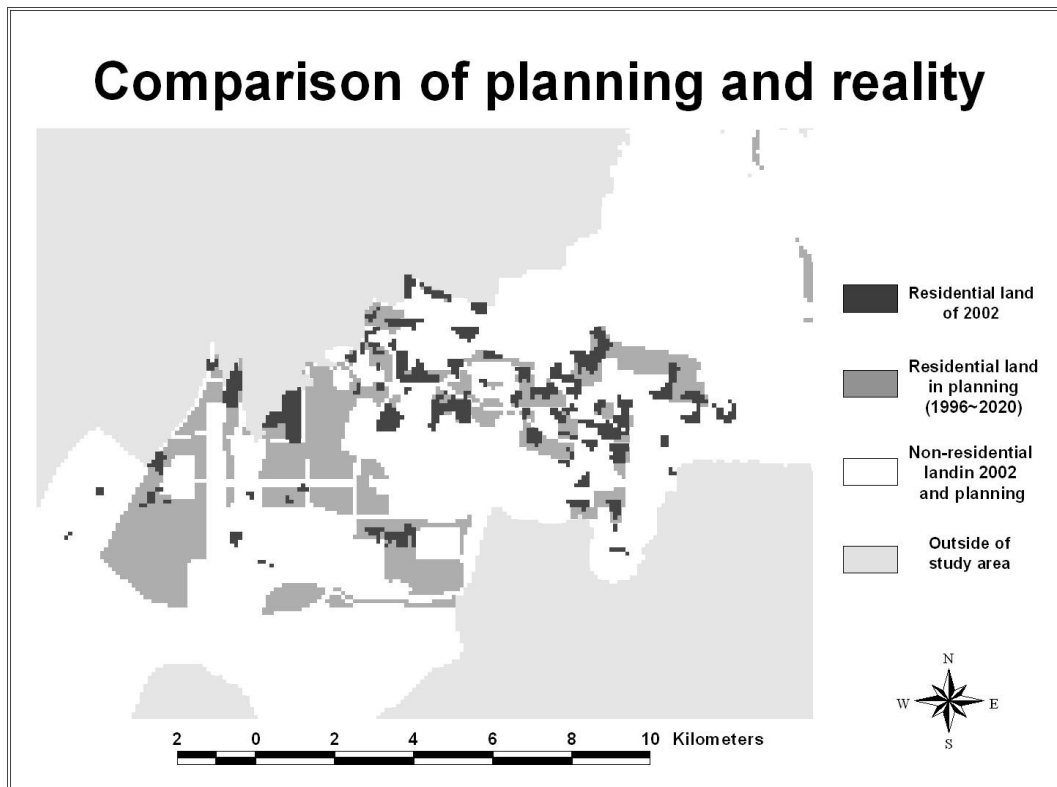 Comparison of planning and reality
Residential land
of 2002
Residential land
in planning
(1996~2020)
Non-residential
landin 2002
and planning
Outside of
study area
N
W E
S
2 0 2 4 6 8 10 Kilometers